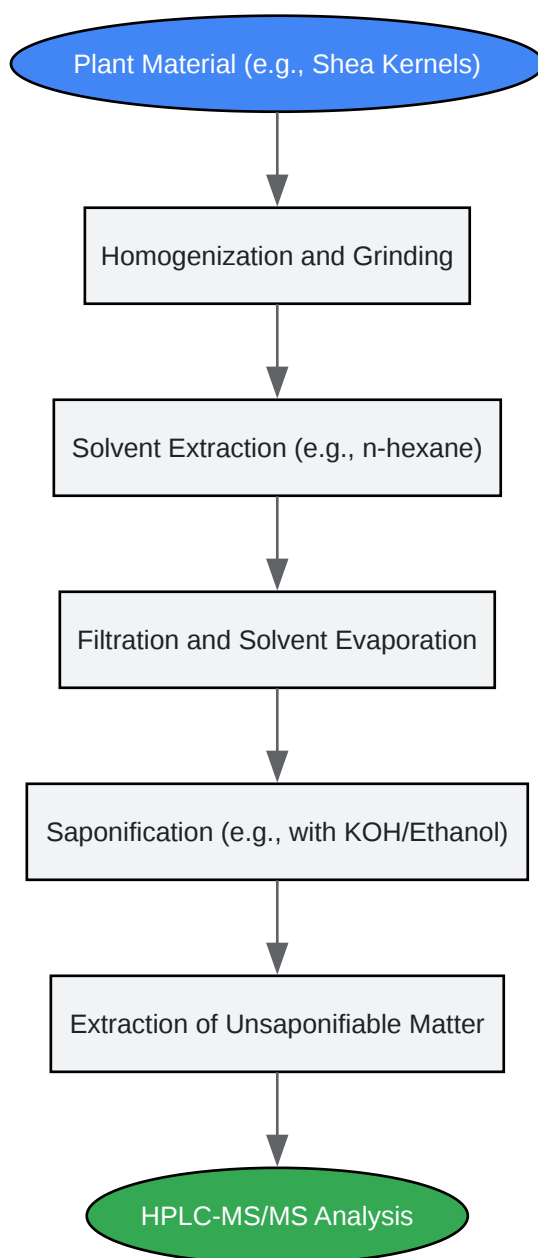 Plant Material (e.g., Shea Kernels)
Homogenization and Grinding
Solvent Extraction (e.g., n-hexane)
Filtration and Solvent Evaporation
Saponification (e.g., with KOH/Ethanol)
Extraction of Unsaponifiable Matter
HPLC-MS/MS Analysis